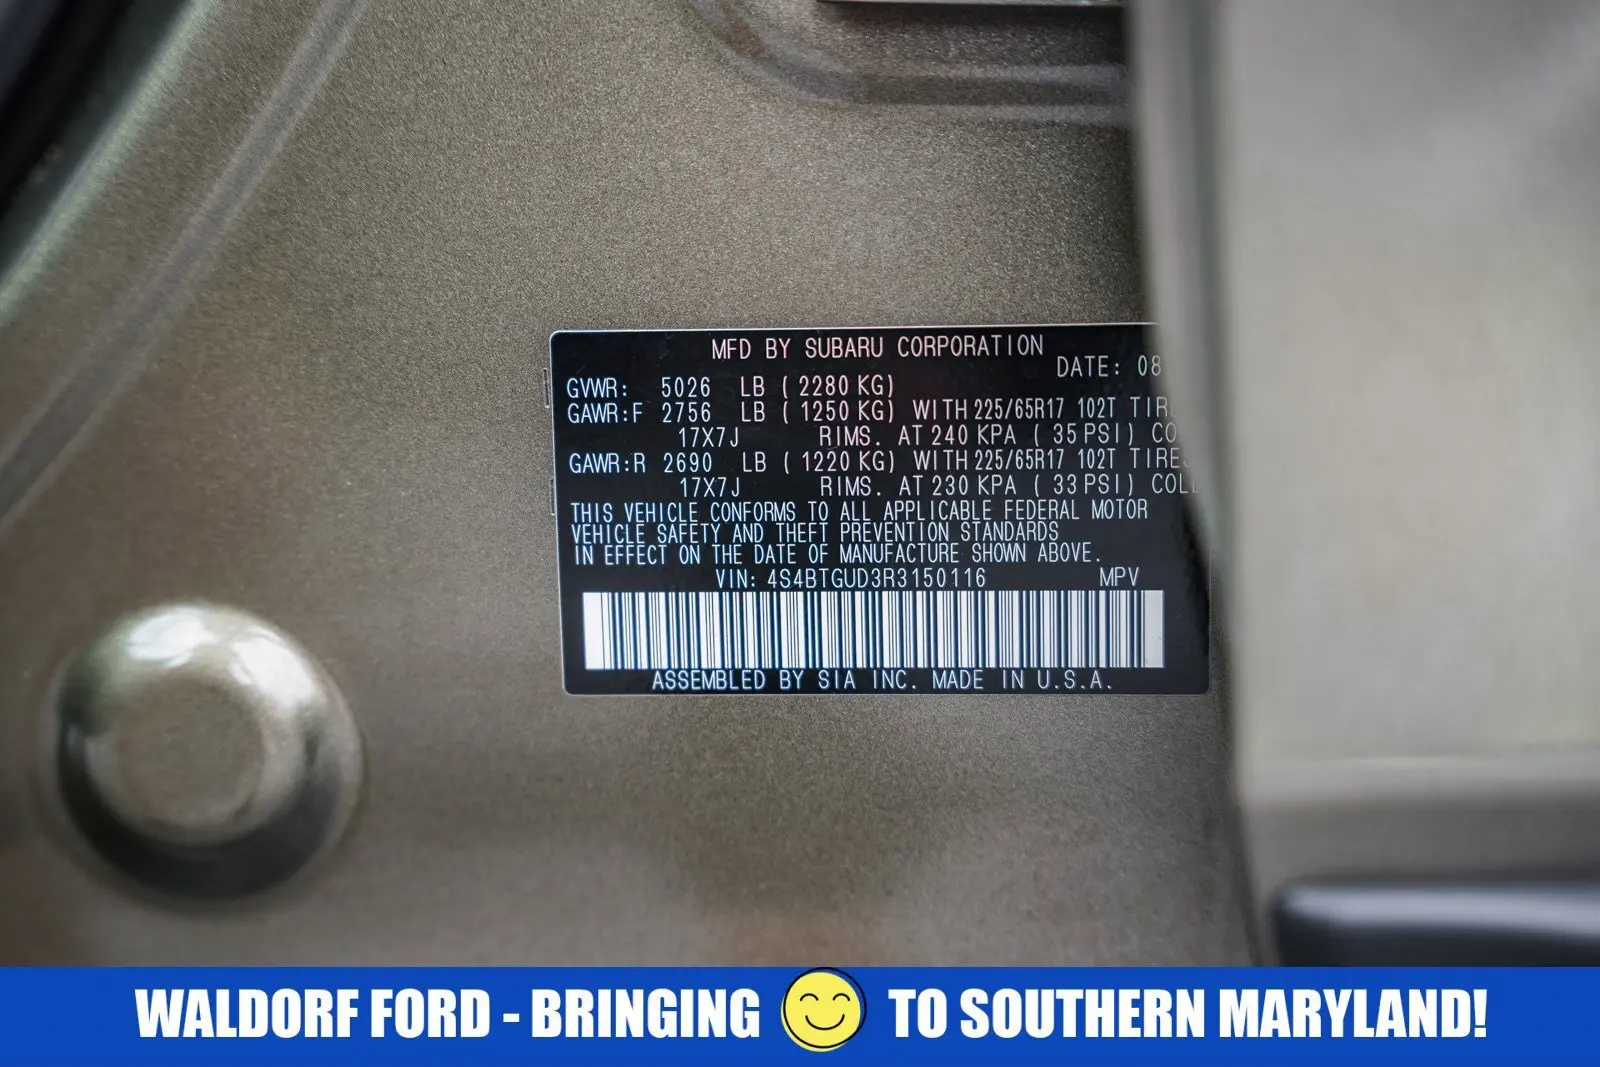 MFD BY SUBARU CORPORATION
DATE: 08
GVWR: 5026 LB ( 2280 KG)
GAWR:F 2756 LB ( 1250 KG) WITH 225/65R17 102T TIR
17X7J RIMS. AT 240 KPA ( 35 PSI) CO
GAWR:R 2690 LB ( 1220 KG) WITH 225/65R17 102T TIRES
17X7J RIMS. AT 230 KPA ( 33 PSI) COL
THIS VEHICLE CONFORMS TO ALL APPLICABLE FEDERAL MOTOR
VEHICLE SAFETY AND THEFT PREVENTION STANDARDS
IN EFFECT ON THE DATE OF MANUFACTURE SHOWN ABOVE.
VIN: 4S4BTGUD3R3150116 MPV
ASSEMBLED BY SIA INC. MADE IN U.S.A.
WALDORF FORD - BRINGING TO SOUTHERN MARYLAND!